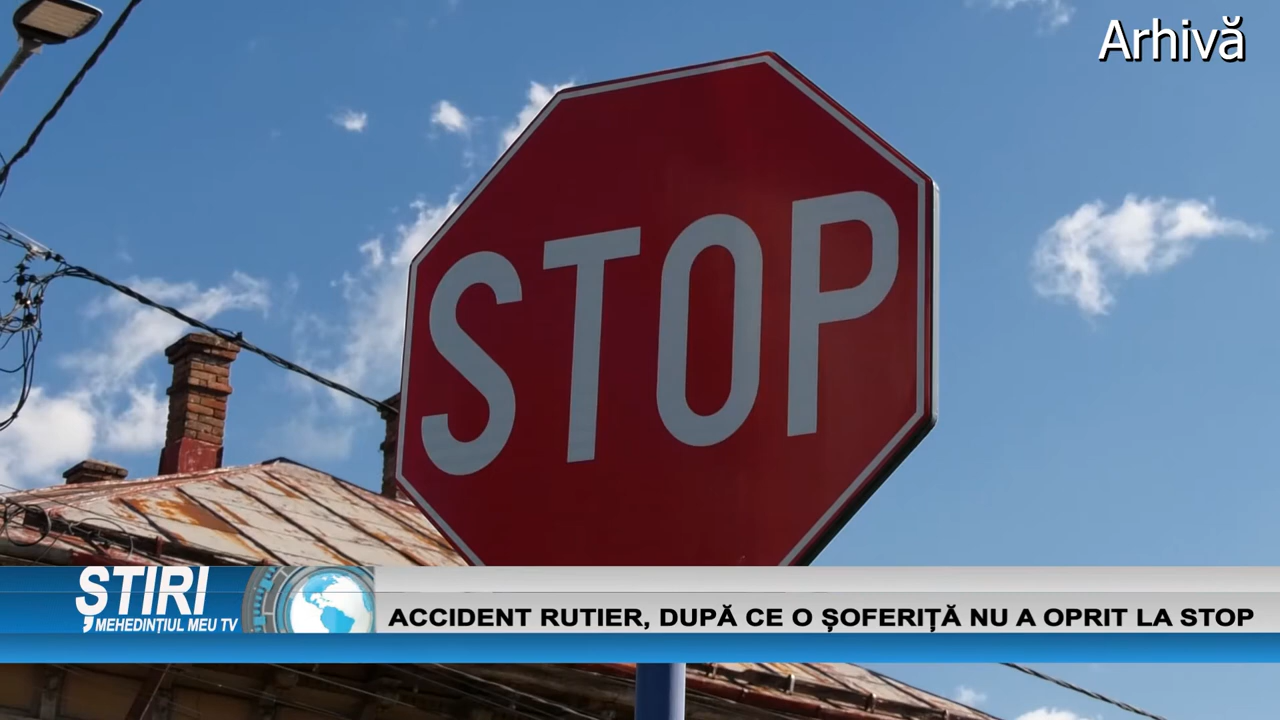 Arhivă
STOP
ȘTIRI
MEHEDINȚIUL MEU TV
ACCIDENT RUTIER, DUPĂ CE O ȘOFERIȚĂ NU A OPRIT LA STOP